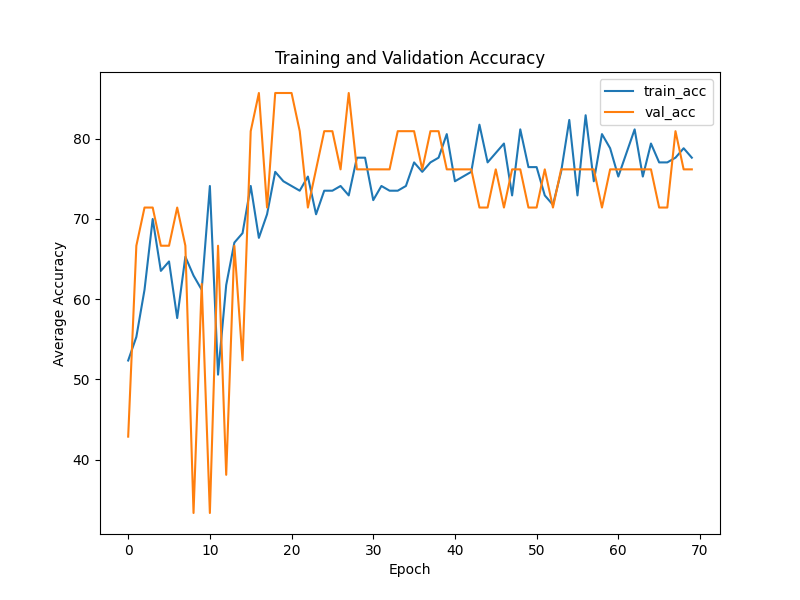 Training and Validation Accuracy
train_acc
val_acc
Average Accuracy
80
70
60
50
40
0 10 20 30 40 50 60 70
Epoch